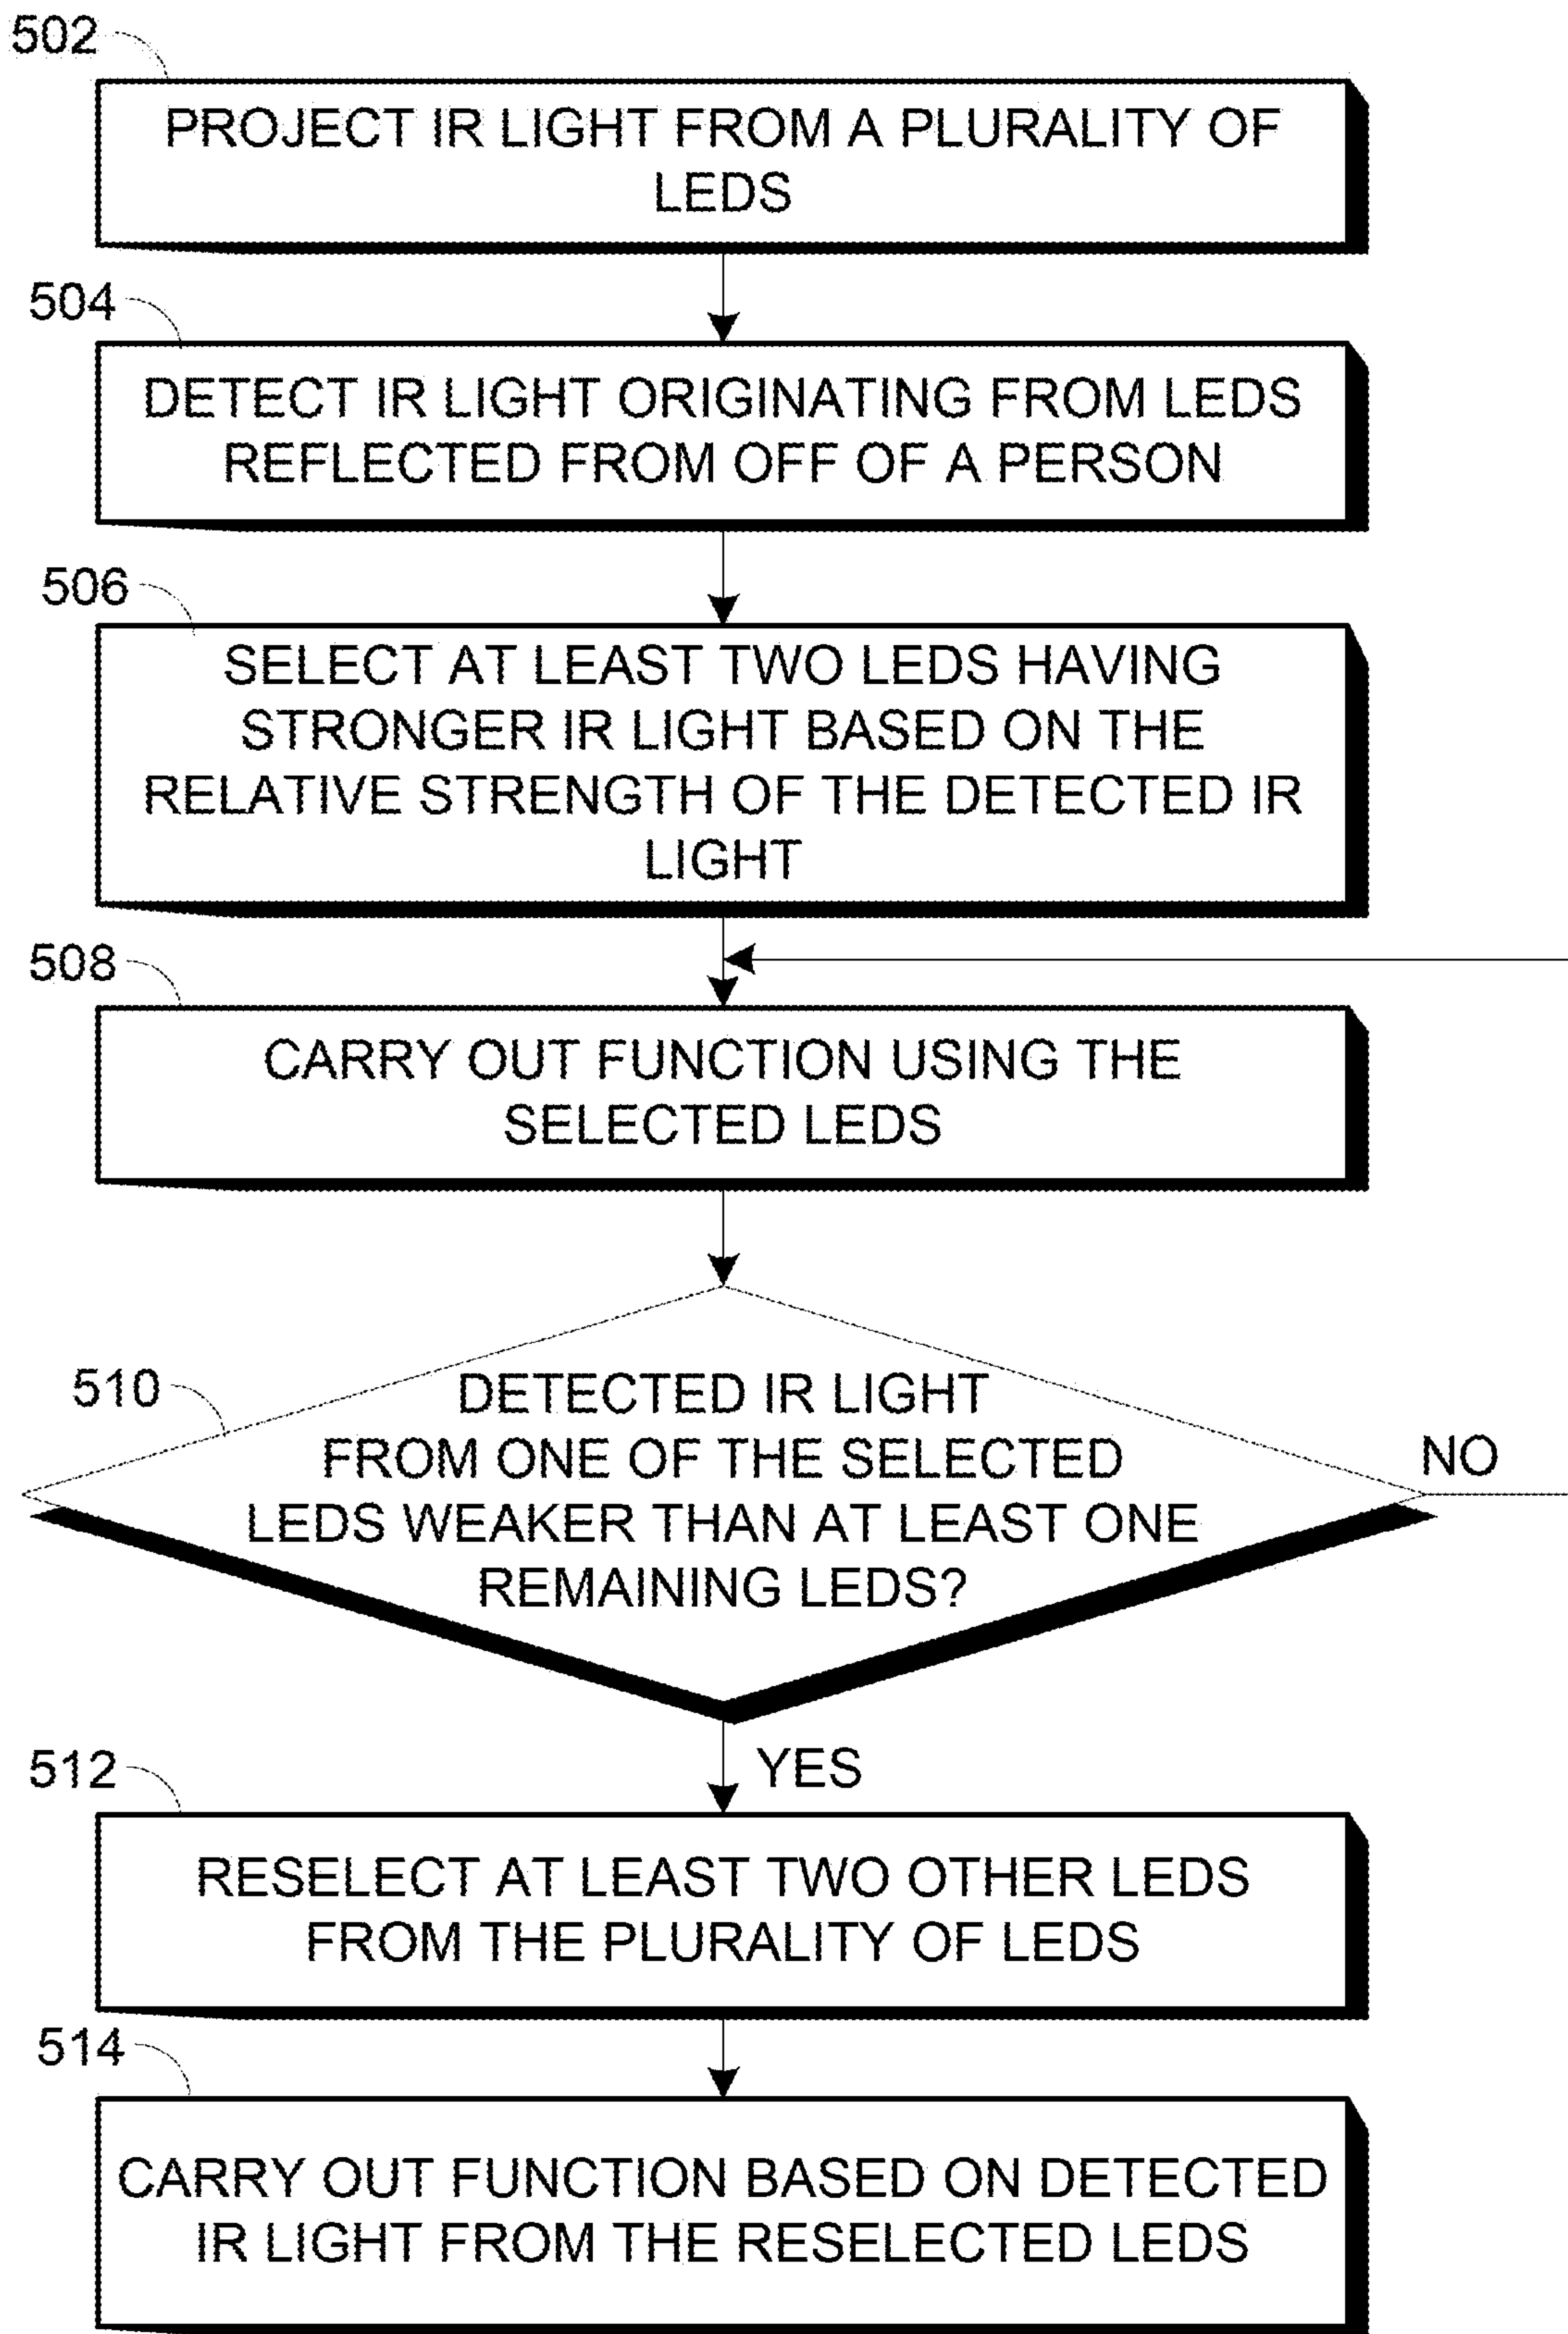 502
PROJECT IR LIGHT FROM A PLURALITY OF
LEDS
504
DETECT IR LIGHT ORIGINATING FROM LEDS
REFLECTED FROM OFF OF A PERSON
506
SELECT AT LEAST TWO LEDS HAVING
STRONGER IR LIGHT BASED ON THE
RELATIVE STRENGTH OF THE DETECTED IR
LIGHT
508
CARRY OUT FUNCTION USING THE
SELECTED LEDS
510
DETECTED IR LIGHT
FROM ONE OF THE SELECTED
LEDS WEAKER THAN AT LEAST ONE
REMAINING LEDS?
NO
YES
512
RESELECT AT LEAST TWO OTHER LEDS
FROM THE PLURALITY OF LEDS
514
CARRY OUT FUNCTION BASED ON DETECTED
IR LIGHT FROM THE RESELECTED LEDS